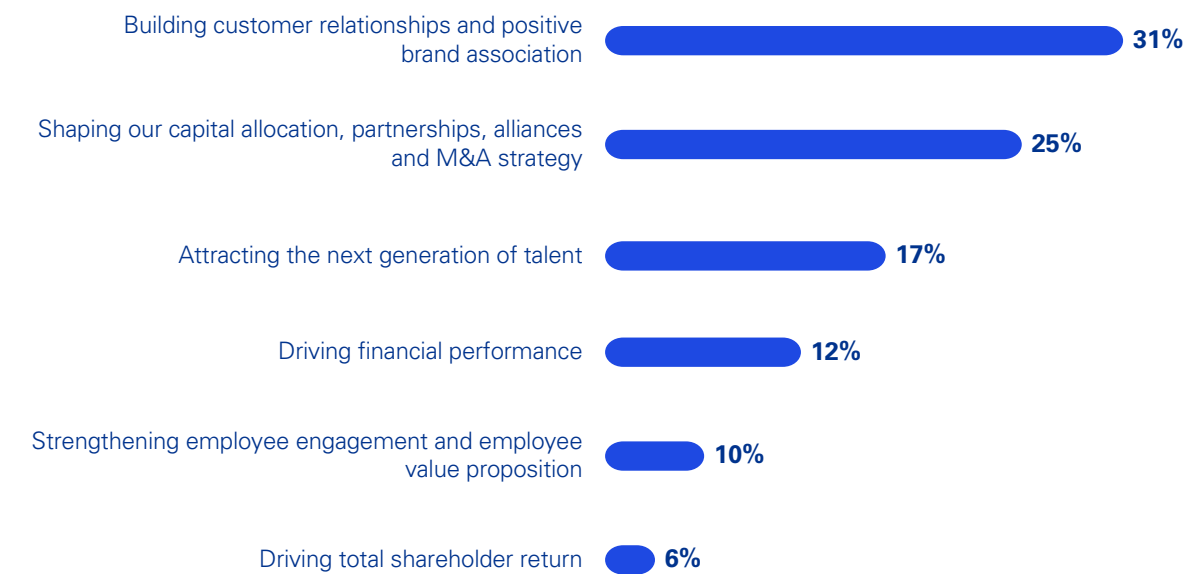 Building customer relationships and positive
brand association
31%
Shaping our capital allocation, partnerships, alliances
and M&A strategy
25%
Attracting the next generation of talent
17%
Driving financial performance
12%
Strengthening employee engagement and employee
value proposition
10%
Driving total shareholder return
6%